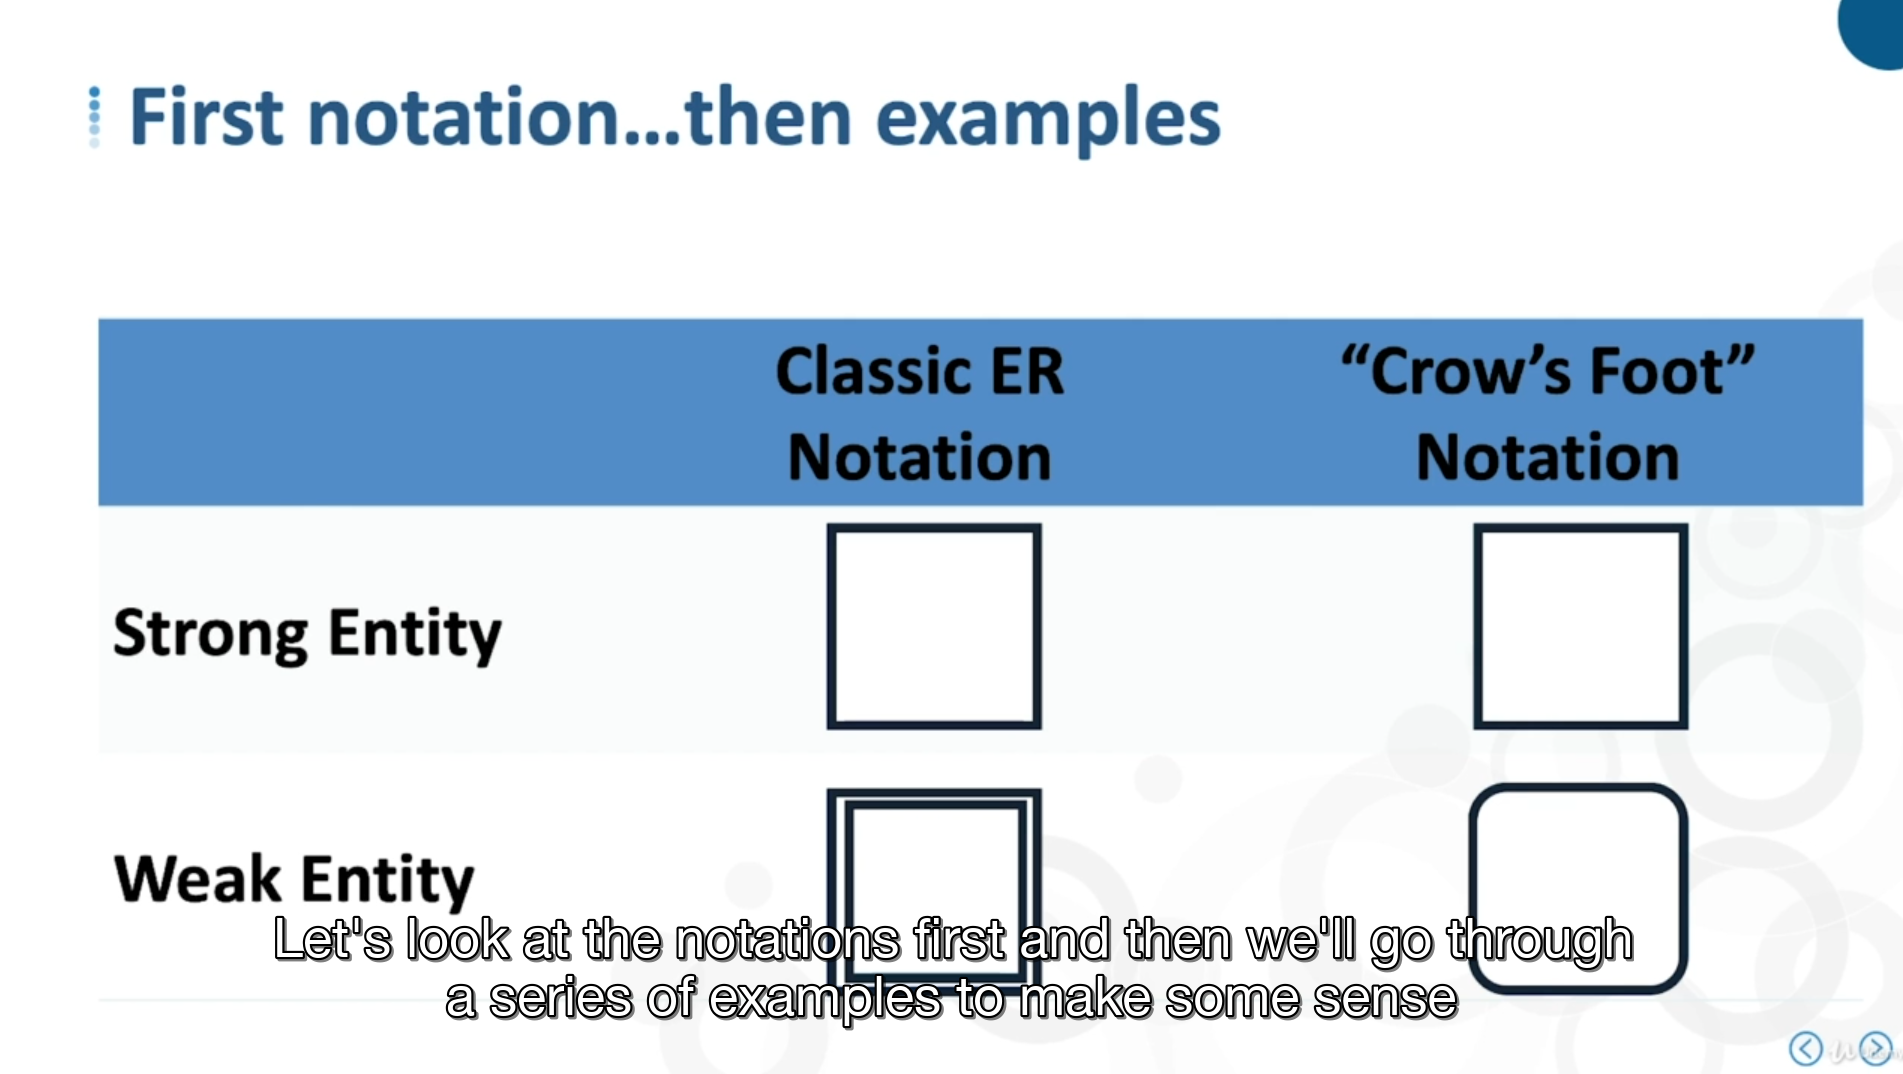 First notation...then examples
Classic ER
Notation
“Crow’s Foot”
Notation
Strong Entity
Weak Entity
Let's look at the notations first and then we'll go through
a series of examples to make some sense